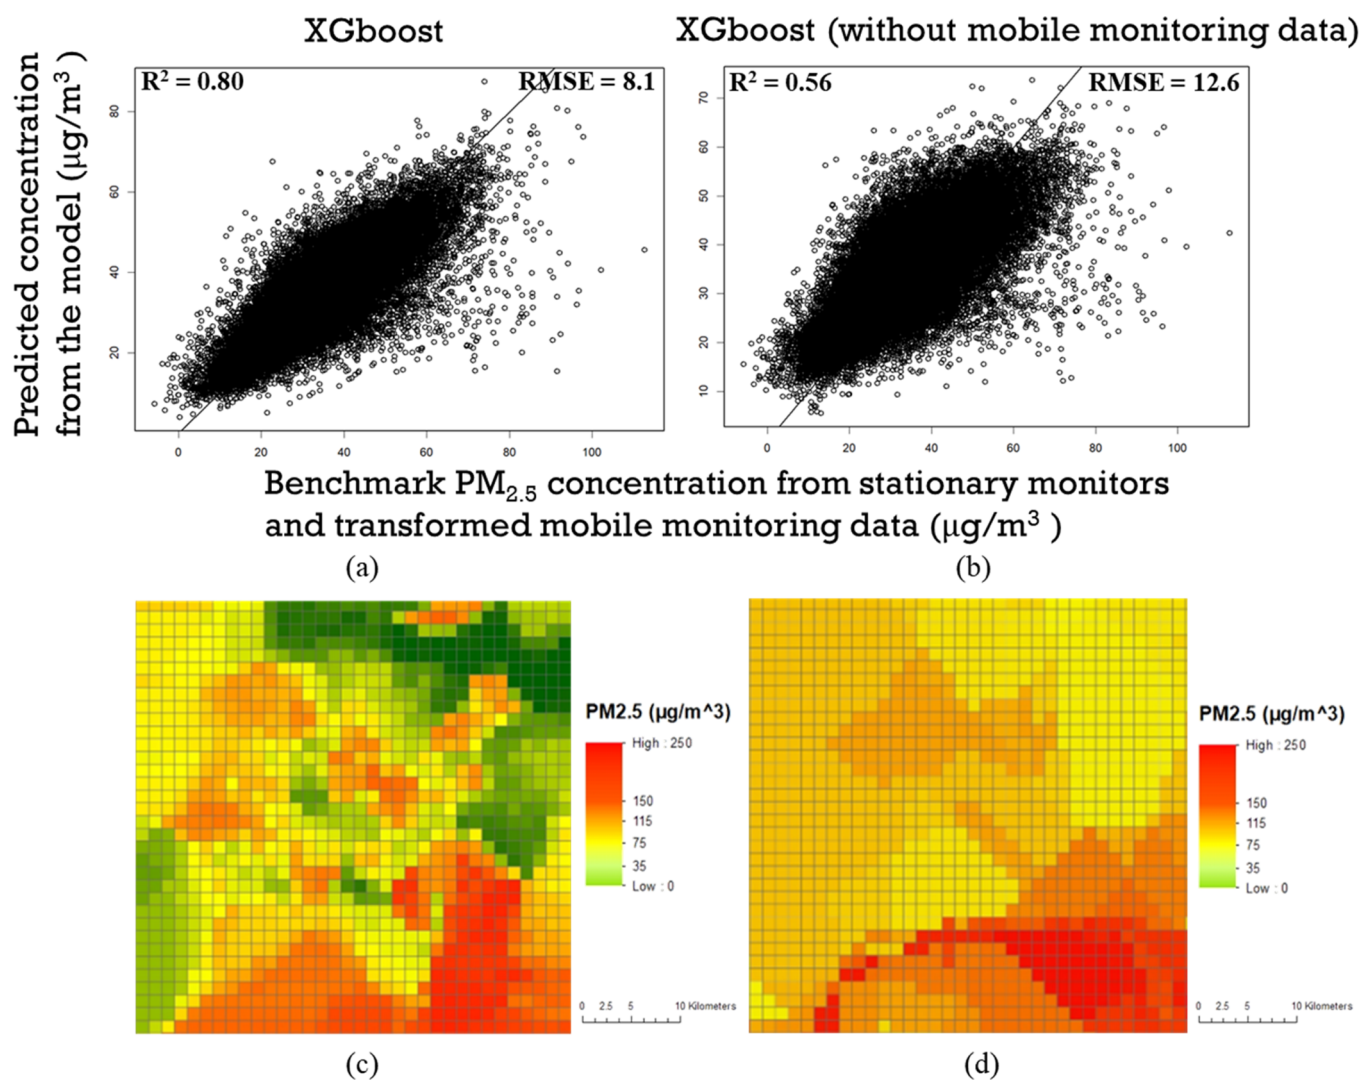 XGboost
XGboost (without mobile monitoring data)
Predicted concentration
from the model (µg/m³ )
R² = 0.80
RMSE = 8.1
80
60
40
20
0
20
40
60
80
100
R² = 0.56
RMSE = 12.6
70
60
50
40
30
20
10
0
20
40
60
80
100
Benchmark PM₂.₅ concentration from stationary monitors
and transformed mobile monitoring data (µg/m³ )
(a)
(b)
PM2.5 (µg/m^3)
High : 250
150
115
75
35
Low : 0
0 2.5 5 10 Kilometers
PM2.5 (µg/m^3)
High : 250
150
115
75
35
Low : 0
0 2.5 5 10 Kilometers
(c)
(d)